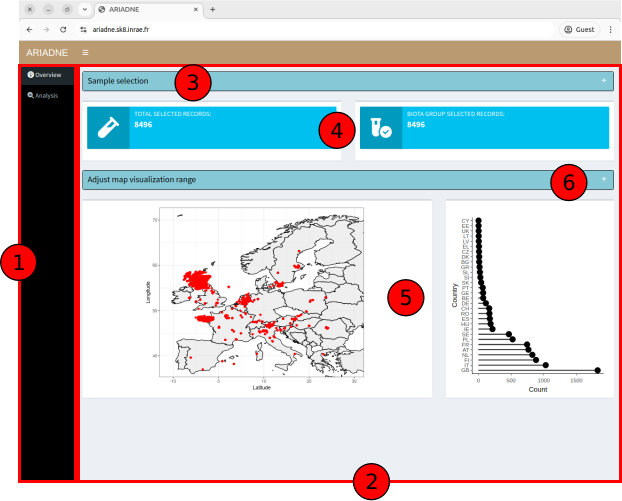 ARIADNE
ariadne.sk8.inrae.fr
Guest
ARIADNE
Overview
Analysis
Sample selection
3
TOTAL SELECTED RECORDS:
8496
4
BIOTA GROUP SELECTED RECORDS:
8496
Adjust map visualization range
6
1
5
2
Longitude
70
60
50
40
-10
0
10
20
30
Latitude
Country
CY
EE
UK
LT
LV
EL
CZ
DK
BG
GR
SL
SI
SK
PT
GE
BE
DE
CH
RO
ES
HU
IE
SE
PL
FR
AT
NL
FI
IT
GB
0
500
1000
1500
Count